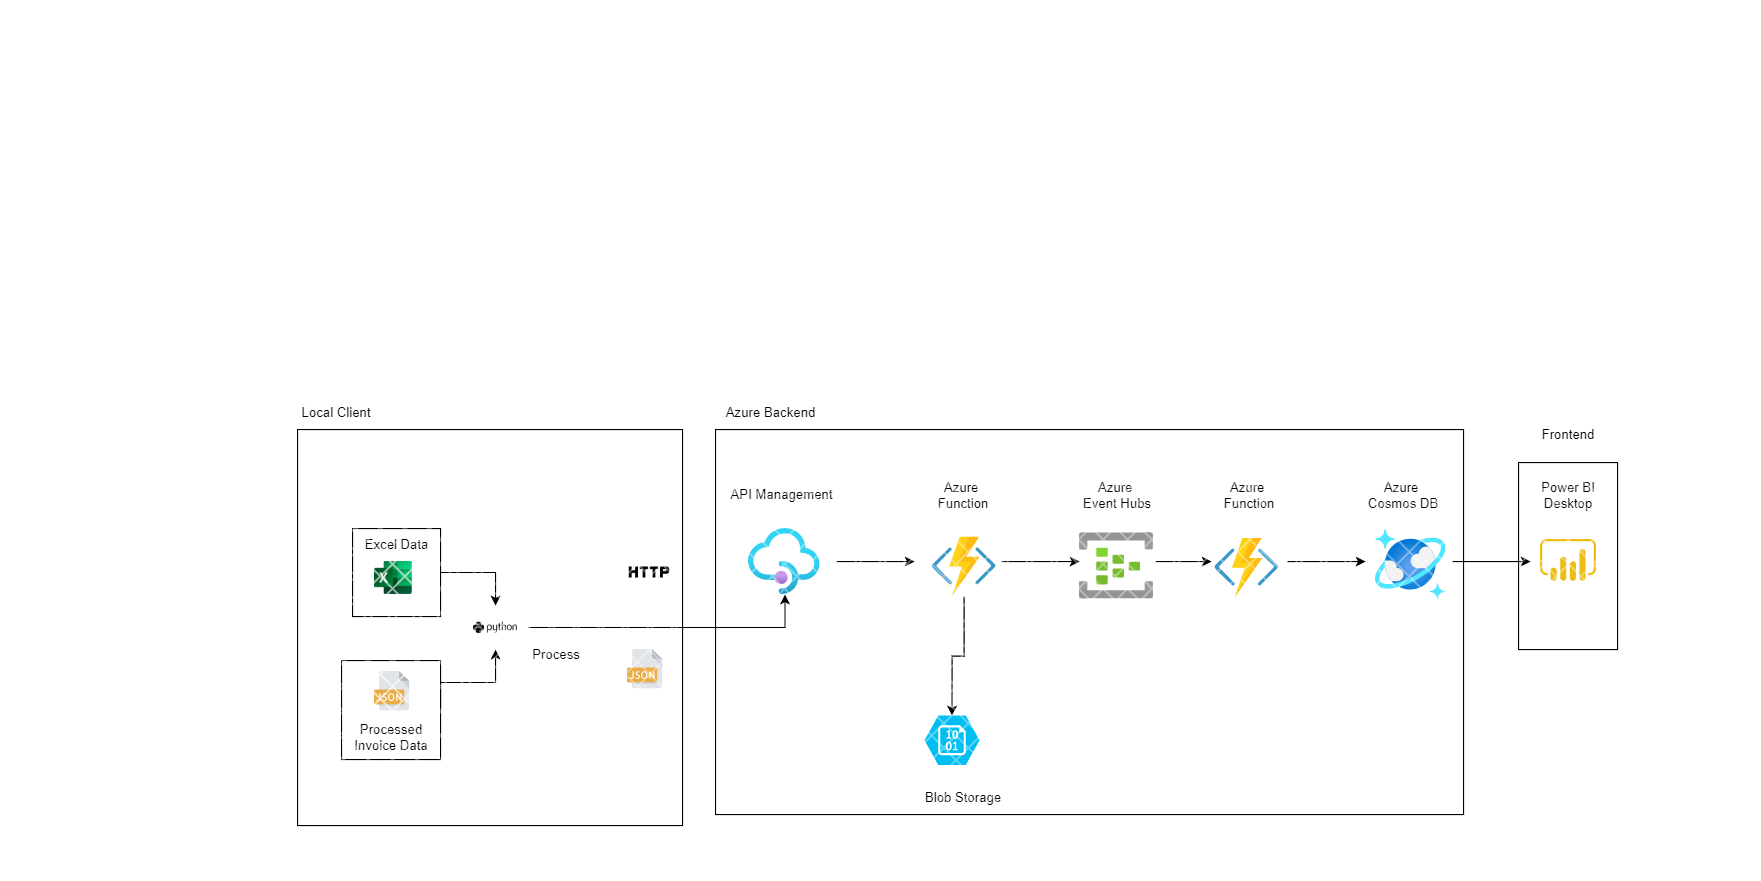 Local Client
Azure Backend
Frontend
Excel Data
X
python
Process
HTTP
JSON
JSON
Processed
Invoice Data
API Management
Azure
Function
Azure
Event Hubs
Azure
Function
Azure
Cosmos DB
Power BI
Desktop
10
01
Blob Storage